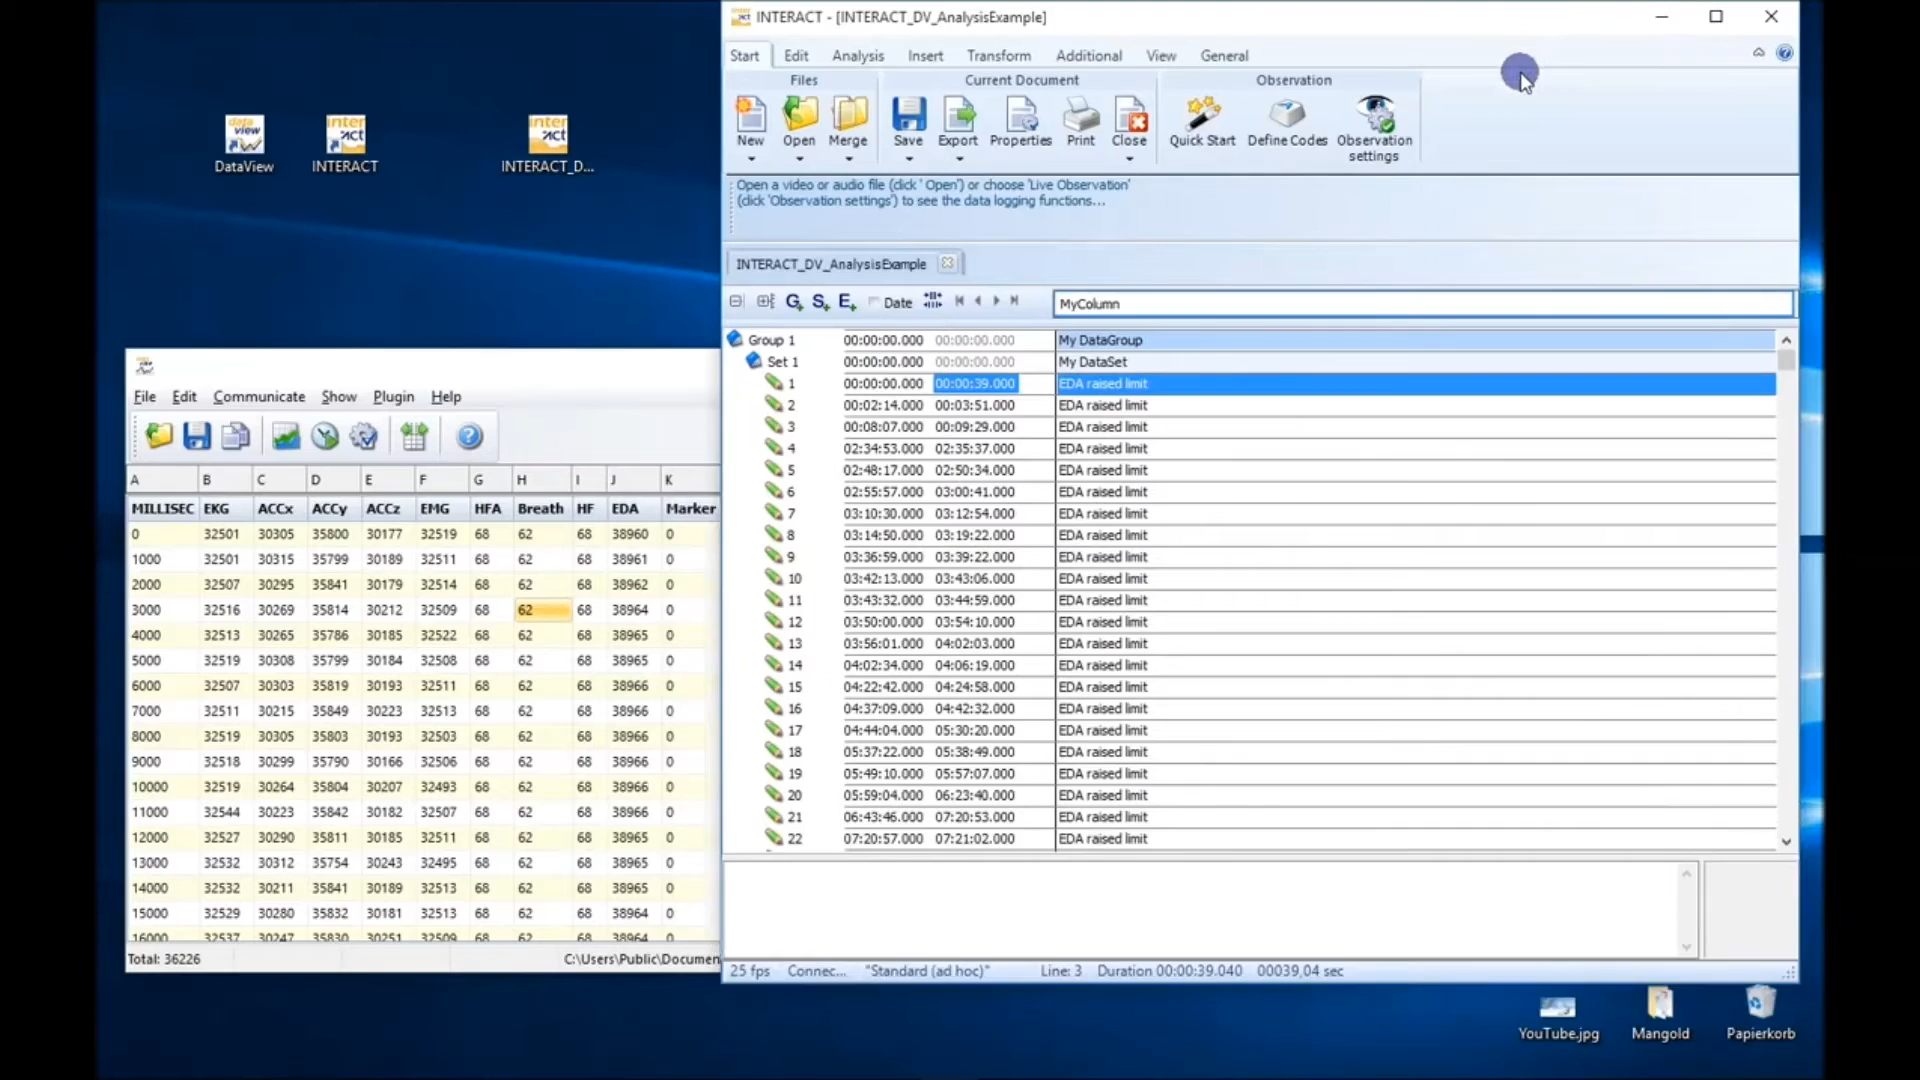 INTERACT - [INTERACT_DV_AnalysisExample]
Start Edit Analysis Insert Transform Additional View General
Files Current Document Observation
New Open Merge Save Export Properties Print Close Quick Start Define Codes Observation settings
Open a video or audio file (click ' Open') or choose 'Live Observation'
(click 'Observation settings') to see the data logging functions...
INTERACT_DV_AnalysisExample
G+ S+ E+ Date MyColumn
Group 1 00:00:00.000 00:00:00.000 My DataGroup
Set 1 00:00:00.000 00:00:00.000 My DataSet
1 00:00:00.000 00:00:39.000 EDA raised limit
2 00:02:14.000 00:03:51.000 EDA raised limit
3 00:08:07.000 00:09:29.000 EDA raised limit
4 02:34:53.000 02:35:37.000 EDA raised limit
5 02:48:17.000 02:50:34.000 EDA raised limit
6 02:55:57.000 03:00:41.000 EDA raised limit
7 03:10:30.000 03:12:54.000 EDA raised limit
8 03:14:50.000 03:19:22.000 EDA raised limit
9 03:36:59.000 03:39:22.000 EDA raised limit
10 03:42:13.000 03:43:06.000 EDA raised limit
11 03:43:32.000 03:44:59.000 EDA raised limit
12 03:50:00.000 03:54:10.000 EDA raised limit
13 03:56:01.000 04:02:03.000 EDA raised limit
14 04:02:34.000 04:06:19.000 EDA raised limit
15 04:22:42.000 04:24:58.000 EDA raised limit
16 04:37:09.000 04:42:32.000 EDA raised limit
17 04:44:04.000 05:30:20.000 EDA raised limit
18 05:37:22.000 05:38:49.000 EDA raised limit
19 05:49:10.000 05:57:07.000 EDA raised limit
20 05:59:04.000 06:23:40.000 EDA raised limit
21 06:43:46.000 07:20:53.000 EDA raised limit
22 07:20:57.000 07:21:02.000 EDA raised limit
25 fps Connec... "Standard (ad hoc)" Line: 3 Duration 00:00:39.040 00039,04 sec
DataView INTERACT INTERACT_D...
File Edit Communicate Show Plugin Help
A B C D E F G H I J K
MILLISEC EKG ACCx ACCy ACCz EMG HFA Breath HF EDA Marker
0 32501 30305 35800 30177 32519 68 62 68 38960 0
1000 32501 30315 35799 30189 32511 68 62 68 38961 0
2000 32507 30295 35841 30179 32514 68 62 68 38962 0
3000 32516 30269 35814 30212 32509 68 62 68 38964 0
4000 32513 30265 35786 30185 32522 68 62 68 38965 0
5000 32519 30308 35799 30184 32508 68 62 68 38965 0
6000 32507 30303 35819 30193 32511 68 62 68 38966 0
7000 32511 30215 35849 30223 32513 68 62 68 38966 0
8000 32519 30305 35803 30193 32503 68 62 68 38966 0
9000 32518 30299 35790 30166 32506 68 62 68 38966 0
10000 32519 30264 35804 30207 32493 68 62 68 38966 0
11000 32544 30223 35842 30182 32507 68 62 68 38966 0
12000 32527 30290 35811 30185 32511 68 62 68 38965 0
13000 32532 30312 35754 30243 32495 68 62 68 38965 0
14000 32532 30211 35841 30189 32513 68 62 68 38965 0
15000 32529 30280 35832 30181 32513 68 62 68 38964 0
16000 32537 30247 35830 30251 32509 68 62 68 38964 0
Total: 36226 C:\Users\Public\Documen
YouTube.jpg Mangold Papierkorb